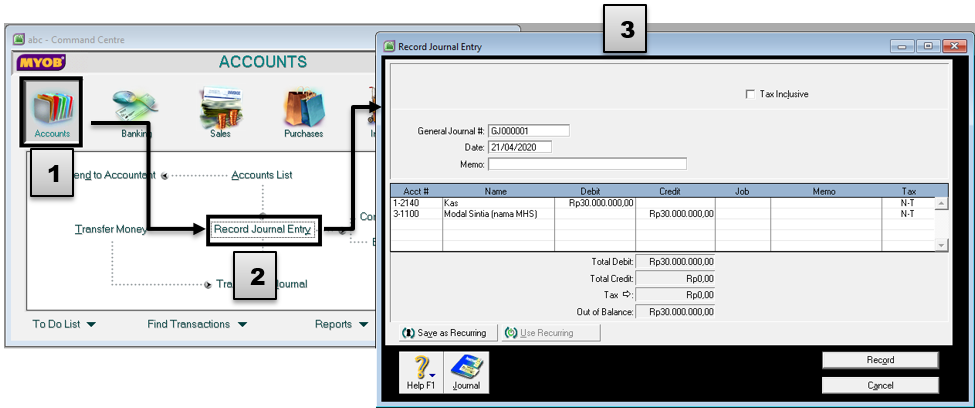 3
abc - Command Centre
MYOB
ACCOUNTS
Accounts
Banking
Sales
Purchases
In
1
end to Accountant
Accounts List
Co
Transfer Money
Record Journal Entry
E
2
Tra
ournal
To Do List
Find Transactions
Reports
Record Journal Entry
Tax Inclusive
General Journal #: GJ000001
Date: 21/04/2020
Memo:
Acct # Name Debit Credit Job Memo Tax
1-2140 Kas Rp30.000.000,00 N-T
3-1100 Modal Sintia (nama MHS) Rp30.000.000,00 N-T
Total Debit: Rp30.000.000,00
Total Credit: Rp0,00
Tax ⇨: Rp0,00
Out of Balance: Rp30.000.000,00
Save as Recurring Use Recurring
Help F1
Journal
Record
Cancel